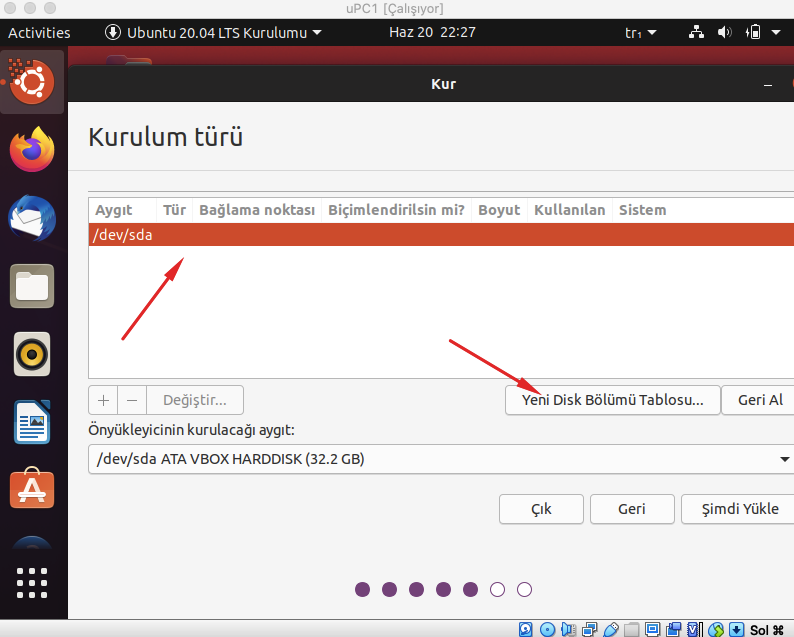 uPC1 [Çalışıyor]
Activities Ubuntu 20.04 LTS Kurulumu Haz 20 22:27 tr₁
Kur
Kurulum türü
Aygıt Tür Bağlama noktası Biçimlendirilsin mi? Boyut Kullanılan Sistem
/dev/sda
+ − Değiştir... Yeni Disk Bölümü Tablosu... Geri Al
Önyükleyicinin kurulacağı aygıt:
/dev/sda ATA VBOX HARDDISK (32.2 GB)
Çık Geri Şimdi Yükle
Sol ⌘